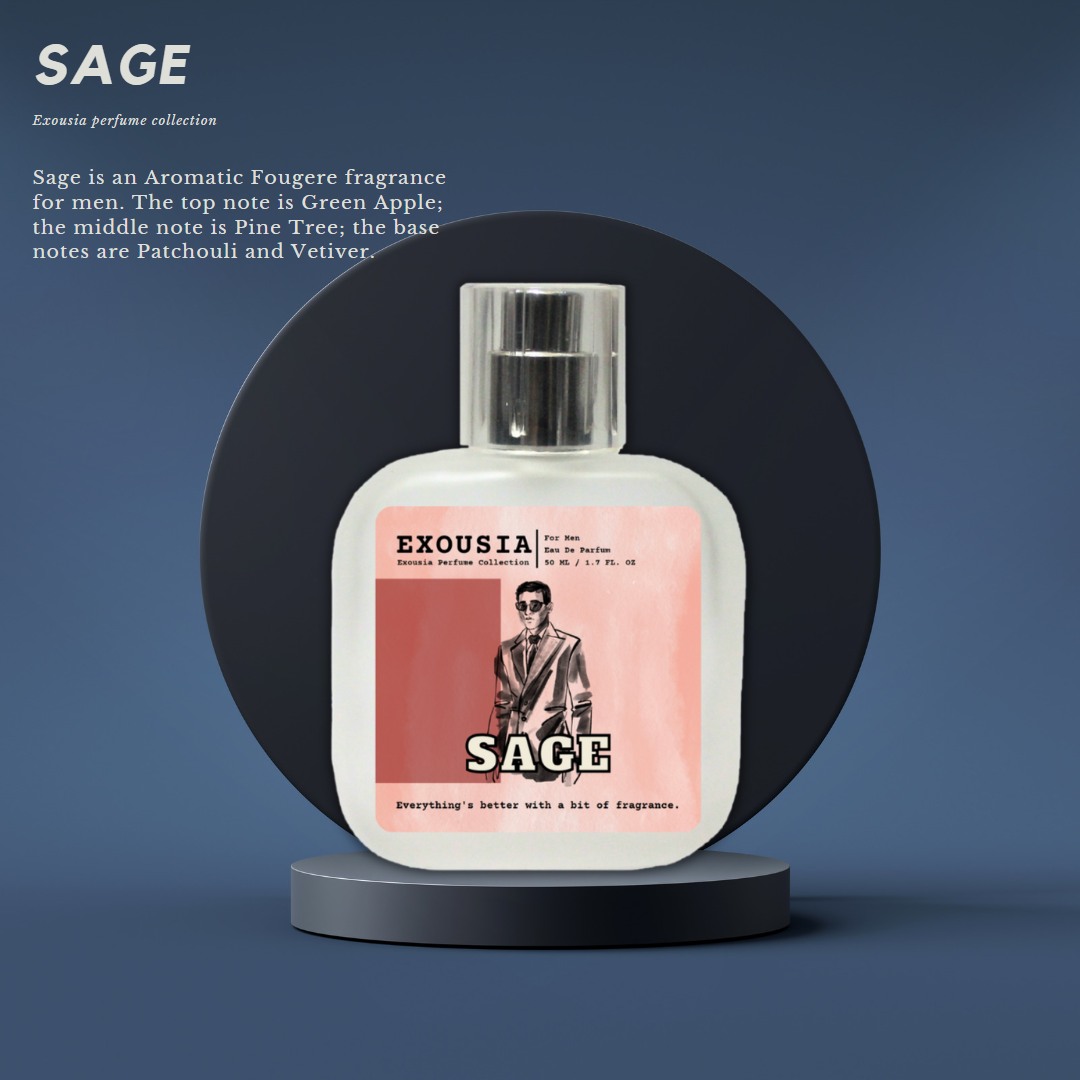 SAGE
Exousia perfume collection
Sage is an Aromatic Fougere fragrance
for men. The top note is Green Apple;
the middle note is Pine Tree; the base
notes are Patchouli and Vetiver.
EXOUSIA
Exousia Perfume Collection
For Men
Eau De Parfum
50 ML / 1.7 FL. OZ
SAGE
Everything's better with a bit of fragrance.